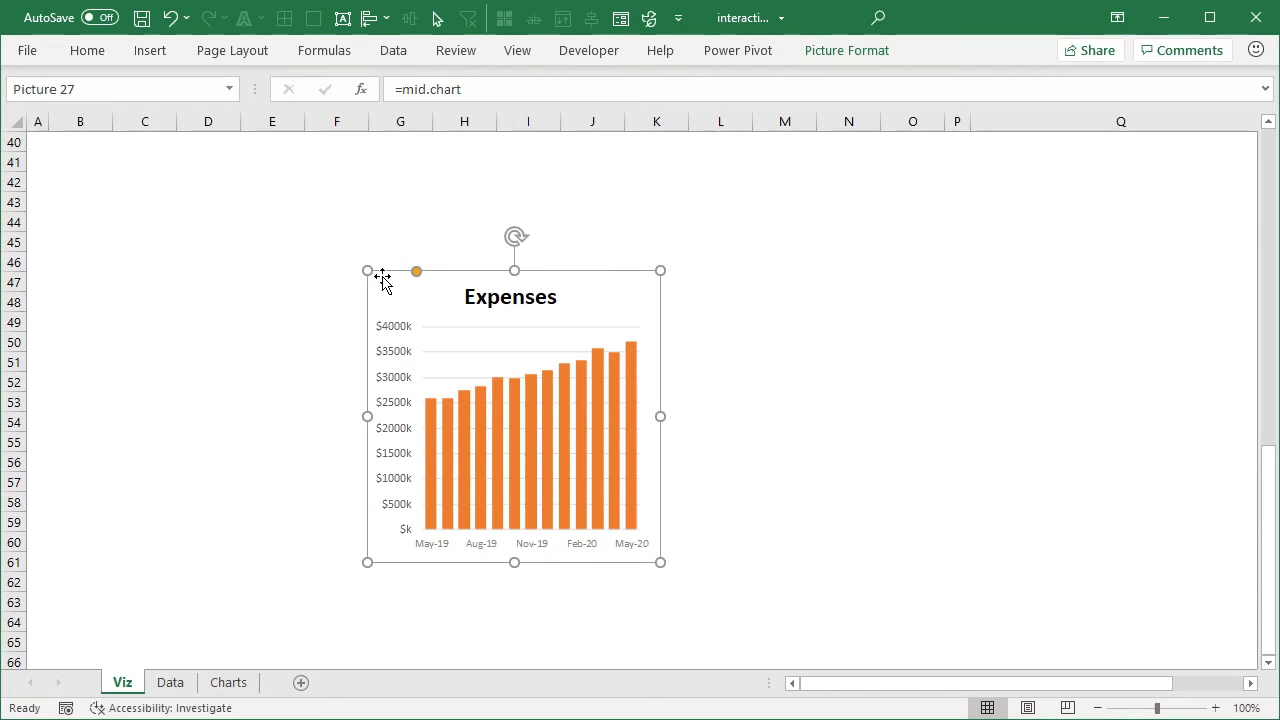 AutoSave Off interacti...
File Home Insert Page Layout Formulas Data Review View Developer Help Power Pivot Picture Format Share Comments
Picture 27 fx =mid.chart
A B C D E F G H I J K L M N O P Q
40
41
42
43
44
45
46
47
48
49
50
51
52
53
54
55
56
57
58
59
60
61
62
63
64
65
66
Expenses
$4000k
$3500k
$3000k
$2500k
$2000k
$1500k
$1000k
$500k
$k
May-19 Aug-19 Nov-19 Feb-20 May-20
Viz Data Charts
Ready Accessibility: Investigate 100%